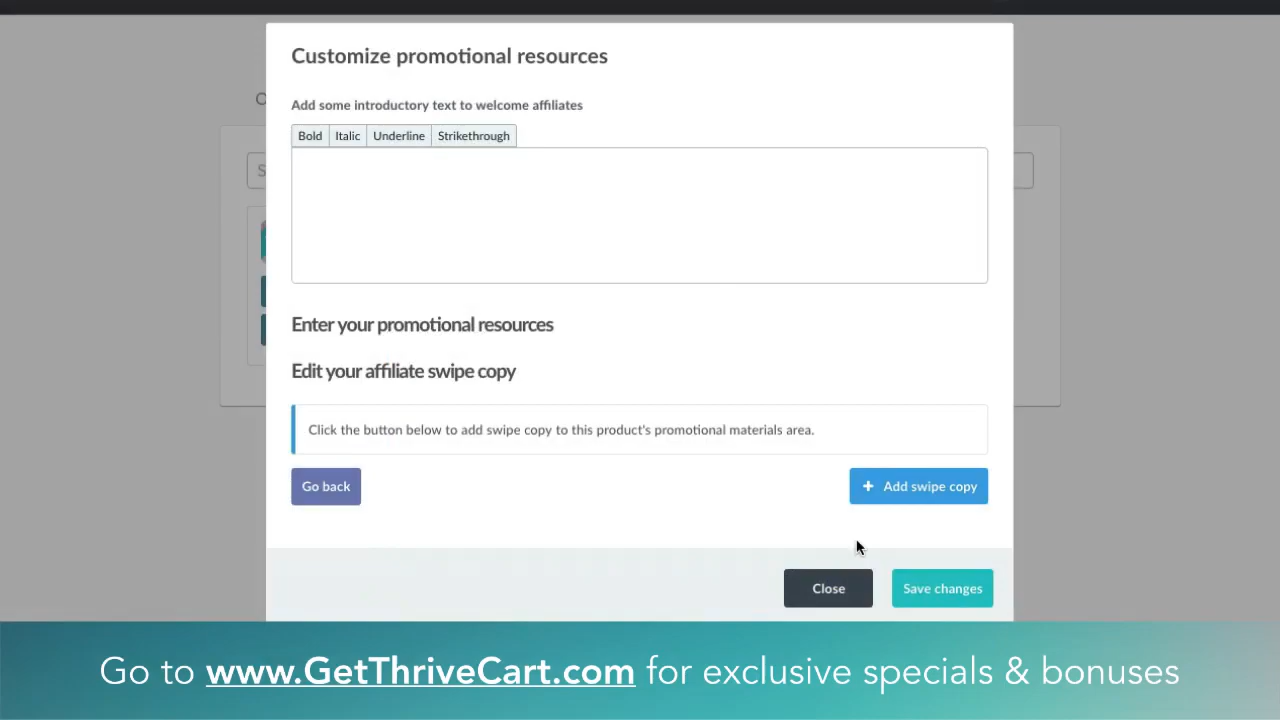 Customize promotional resources
Add some introductory text to welcome affiliates
Bold Italic Underline Strikethrough
Enter your promotional resources
Edit your affiliate swipe copy
Click the button below to add swipe copy to this product's promotional materials area.
Go back
+ Add swipe copy
Close
Save changes
Go to www.GetThriveCart.com for exclusive specials & bonuses